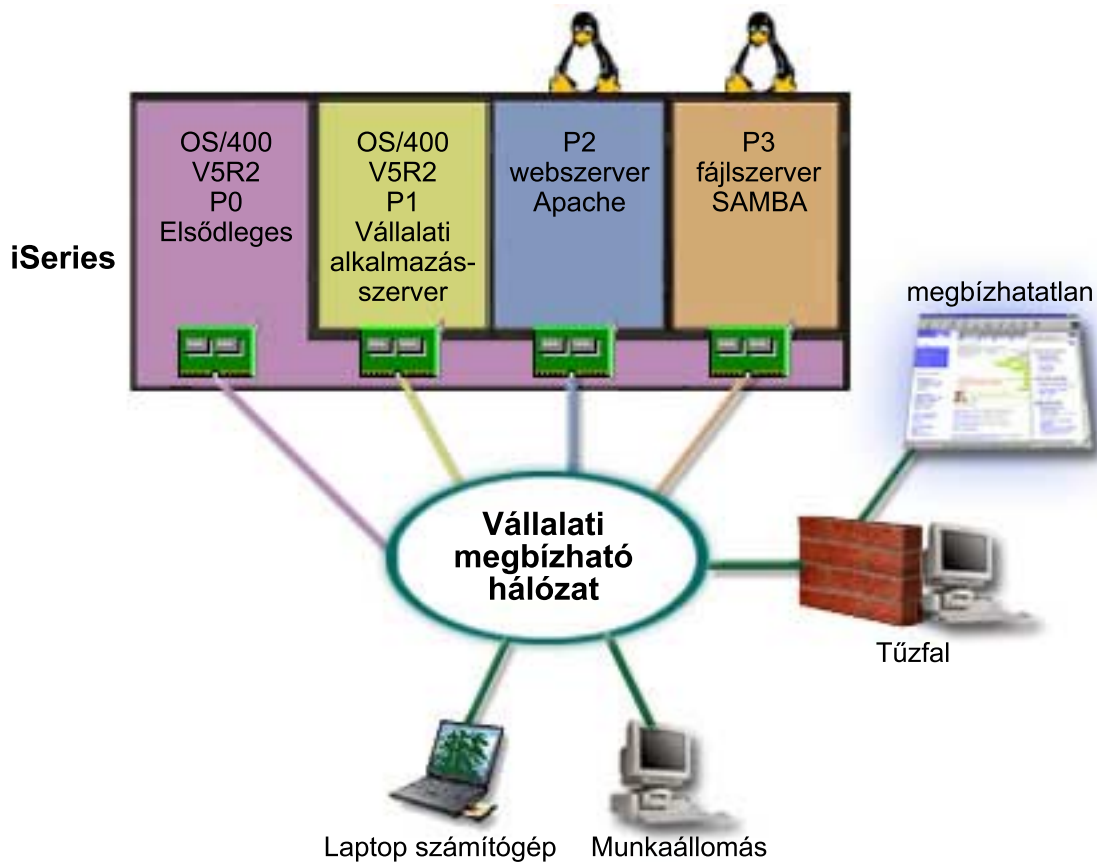 OS/400
V5R2
P0
Elsődleges
OS/400
V5R2
P1
Vállalati
alkalmazás-
szerver
P2
webszerver
Apache
P3
fájlszerver
SAMBA
iSeries
megbízhatatlan
Vállalati
megbízható
hálózat
Tűzfal
Laptop számítógép
Munkaállomás